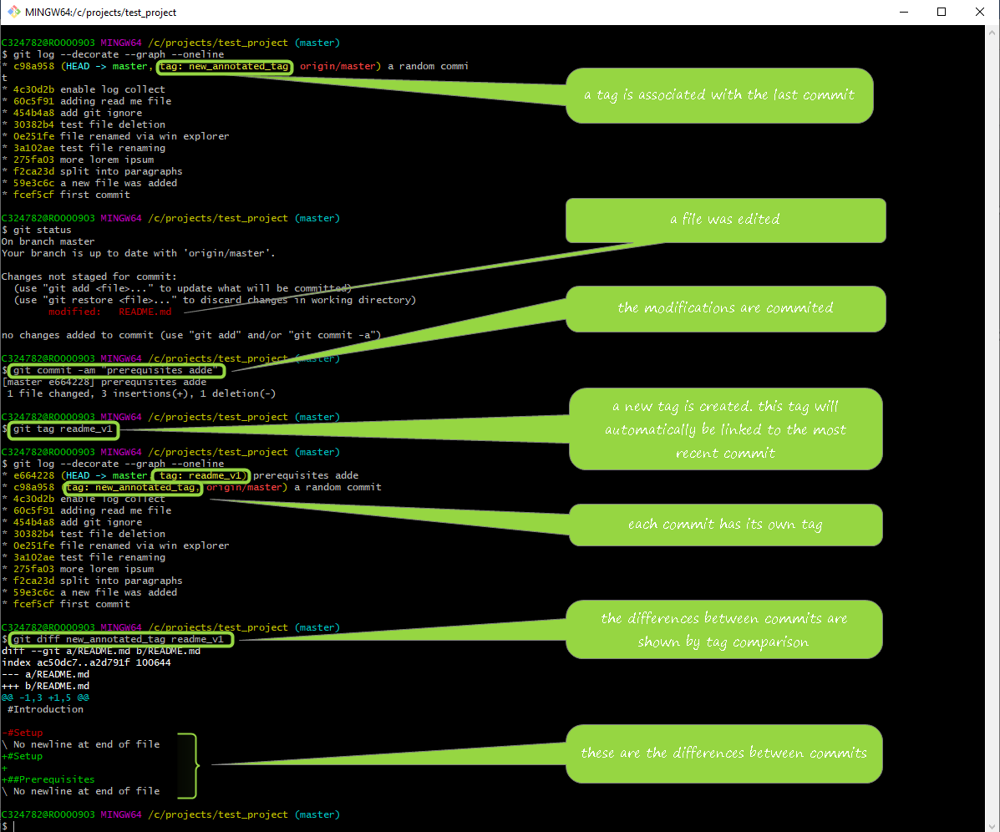 MINGW64:/c/projects/test_project
C324782@RO000903 MINGW64 /c/projects/test_project (master)
$ git log --decorate --graph --oneline
* c98a958 (HEAD -> master, tag: new_annotated_tag, origin/master) a random commi
t
a tag is associated with the last commit
* 4c30d2b enable log collect
* 60c5f91 adding read me file
* 454b4a8 add git ignore
* 30382b4 test file deletion
* 0e251fe file renamed via win explorer
* 3a102ae test file renaming
* 275fa03 more lorem ipsum
* f2ca23d split into paragraphs
* 59e3c6c a new file was added
* fcef5cf first commit
C324782@RO000903 MINGW64 /c/projects/test_project (master)
a file was edited
$ git status
On branch master
Your branch is up to date with 'origin/master'.
Changes not staged for commit:
(use "git add <file>..." to update what will be committed)
(use "git restore <file>..." to discard changes in working directory)
modified: README.md
the modifications are commited
no changes added to commit (use "git add" and/or "git commit -a")
C324782@RO000903 MINGW64 /c/projects/test_project (master)
$ git commit -am "prerequisites adde"
[master e664228] prerequisites adde
1 file changed, 3 insertions(+), 1 deletion(-)
C324782@RO000903 MINGW64 /c/projects/test_project (master)
$ git tag readme_v1
a new tag is created. this tag will
automatically be linked to the most
recent commit
C324782@RO000903 MINGW64 /c/projects/test_project (master)
$ git log --decorate --graph --oneline
* e664228 (HEAD -> master, tag: readme_v1) prerequisites adde
* c98a958 (tag: new_annotated_tag, origin/master) a random commit
* 4c30d2b enable log collect
* 60c5f91 adding read me file
* 454b4a8 add git ignore
* 30382b4 test file deletion
* 0e251fe file renamed via win explorer
* 3a102ae test file renaming
* 275fa03 more lorem ipsum
* f2ca23d split into paragraphs
* 59e3c6c a new file was added
* fcef5cf first commit
each commit has its own tag
C324782@RO000903 MINGW64 /c/projects/test_project (master)
$ git diff new_annotated_tag readme_v1
the differences between commits are
shown by tag comparison
diff --git a/README.md b/README.md
index ac50dc7..a2d791f 100644
--- a/README.md
+++ b/README.md
@@ -1,3 +1,5 @@
#Introduction
-#Setup
\ No newline at end of file
+#Setup
+
+##Prerequisites
\ No newline at end of file
these are the differences between commits
C324782@RO000903 MINGW64 /c/projects/test_project (master)
$